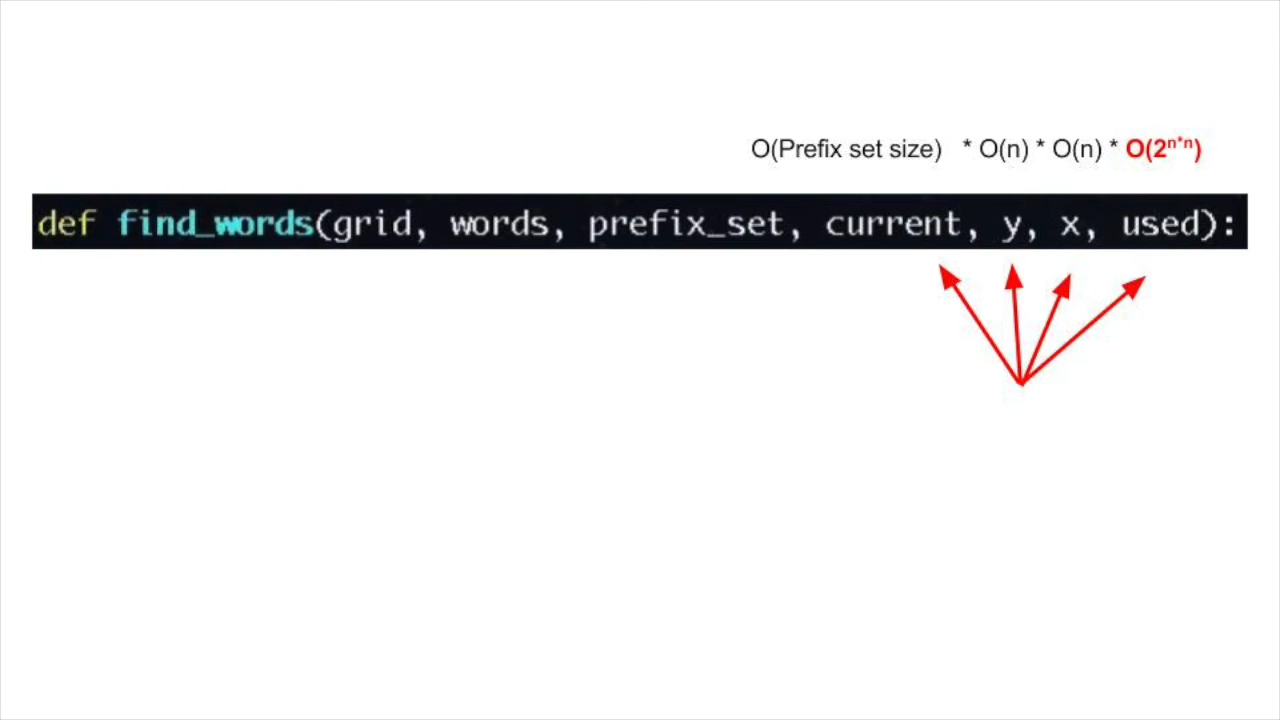 O(Prefix set size) * O(n) * O(n) * O(2ⁿ*ⁿ)
def find_words(grid, words, prefix_set, current, y, x, used):